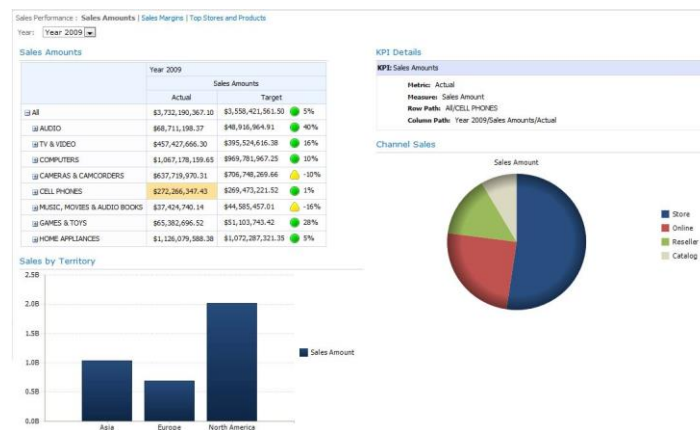 Sales Performance : Sales Amounts | Sales Margins | Top Stores and Products
Year: Year 2009
Sales Amounts
Year 2009
Sales Amounts
Actual Target
All $3,732,190,367.10 $3,558,421,561.50 5%
AUDIO $68,711,198.37 $48,916,964.91 40%
TV & VIDEO $457,427,666.30 $395,524,616.38 16%
COMPUTERS $1,067,178,159.65 $969,781,967.25 10%
CAMERAS & CAMCORDERS $637,719,970.31 $706,748,269.66 -10%
CELL PHONES $272,266,347.43 $269,473,221.52 1%
MUSIC, MOVIES & AUDIO BOOKS $37,424,740.14 $44,585,457.01 -16%
GAMES & TOYS $65,382,696.52 $51,103,743.42 28%
HOME APPLIANCES $1,126,079,588.38 $1,072,287,321.35 5%
KPI Details
KPI: Sales Amounts
Metric: Actual
Measure: Sales Amount
Row Path: All/CELL PHONES
Column Path: Year 2009/Sales Amounts/Actual
Channel Sales
Sales Amount
Store
Online
Reseller
Catalog
Sales by Territory
2.5B
2.0B
1.5B
1.0B
0.5B
0.0B
Asia Europe North America
Sales Amount